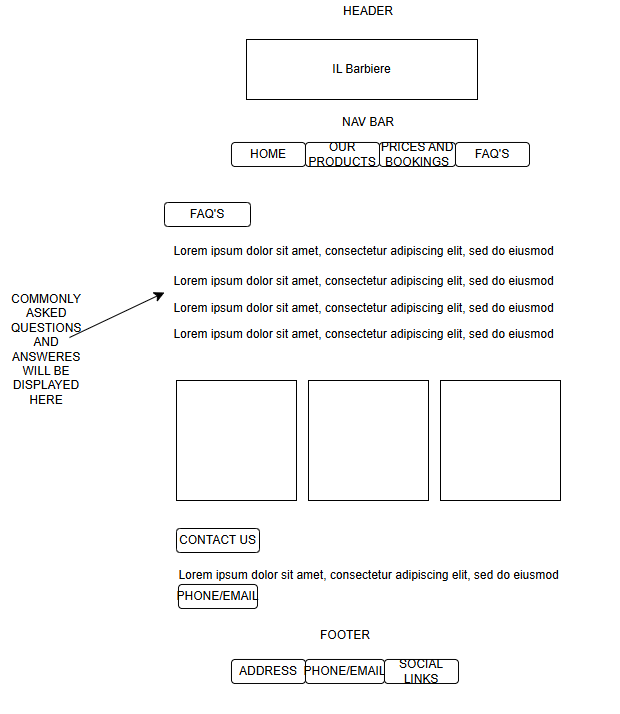 HEADER
IL Barbiere
NAV BAR
HOME
OUR
PRODUCTS
PRICES AND
BOOKINGS
FAQ'S
FAQ'S
Lorem ipsum dolor sit amet, consectetur adipiscing elit, sed do eiusmod
Lorem ipsum dolor sit amet, consectetur adipiscing elit, sed do eiusmod
Lorem ipsum dolor sit amet, consectetur adipiscing elit, sed do eiusmod
Lorem ipsum dolor sit amet, consectetur adipiscing elit, sed do eiusmod
COMMONLY
ASKED
QUESTIONS
AND
ANSWERES
WILL BE
DISPLAYED
HERE
CONTACT US
Lorem ipsum dolor sit amet, consectetur adipiscing elit, sed do eiusmod
PHONE/EMAIL
FOOTER
ADDRESS
PHONE/EMAIL
SOCIAL
LINKS